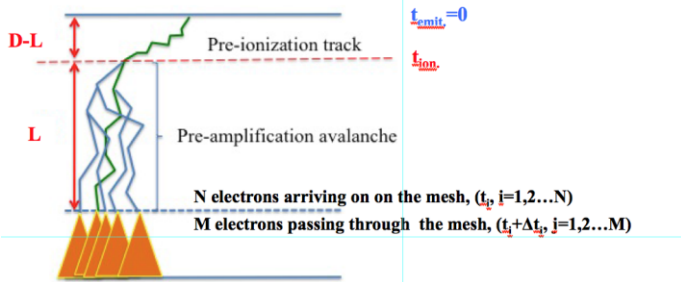 t_emit.=0
D-L
Pre-ionization track
t_ion.
L
Pre-amplification avalanche
N electrons arriving on on the mesh, (t_i, i=1,2...N)
M electrons passing through the mesh, (t_i+Δt_i, i=1,2...M)